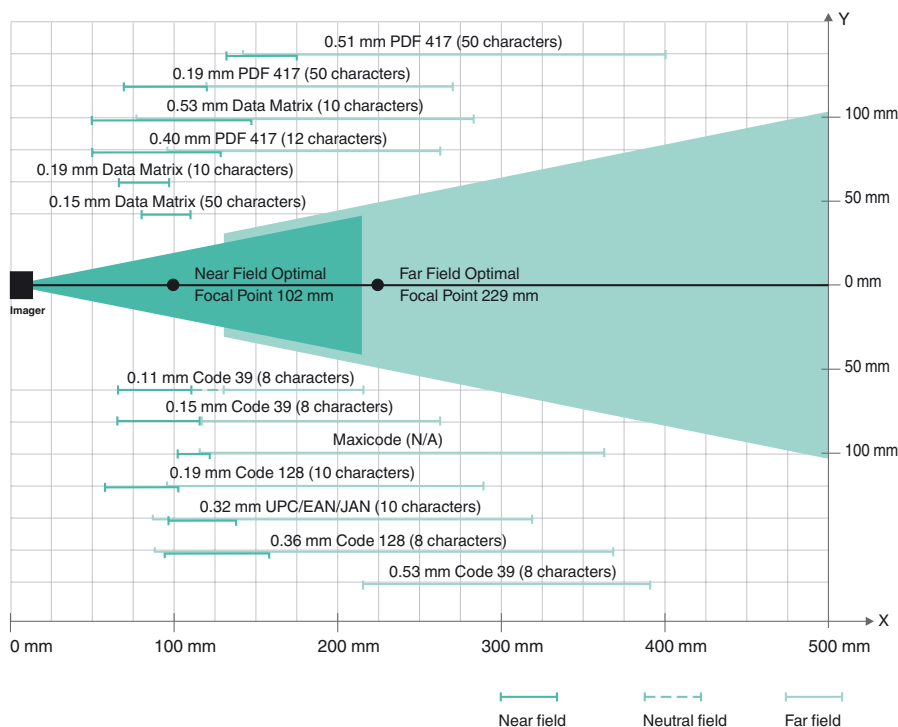 Y
0.51 mm PDF 417 (50 characters)
0.19 mm PDF 417 (50 characters)
0.53 mm Data Matrix (10 characters)
100 mm
0.40 mm PDF 417 (12 characters)
0.19 mm Data Matrix (10 characters)
0.15 mm Data Matrix (50 characters)
50 mm
Near Field Optimal
Focal Point 102 mm
Far Field Optimal
Focal Point 229 mm
0 mm
Imager
50 mm
0.11 mm Code 39 (8 characters)
0.15 mm Code 39 (8 characters)
Maxicode (N/A)
100 mm
0.19 mm Code 128 (10 characters)
0.32 mm UPC/EAN/JAN (10 characters)
0.36 mm Code 128 (8 characters)
0.53 mm Code 39 (8 characters)
X
0 mm 100 mm 200 mm 300 mm 400 mm 500 mm
Near field Neutral field Far field